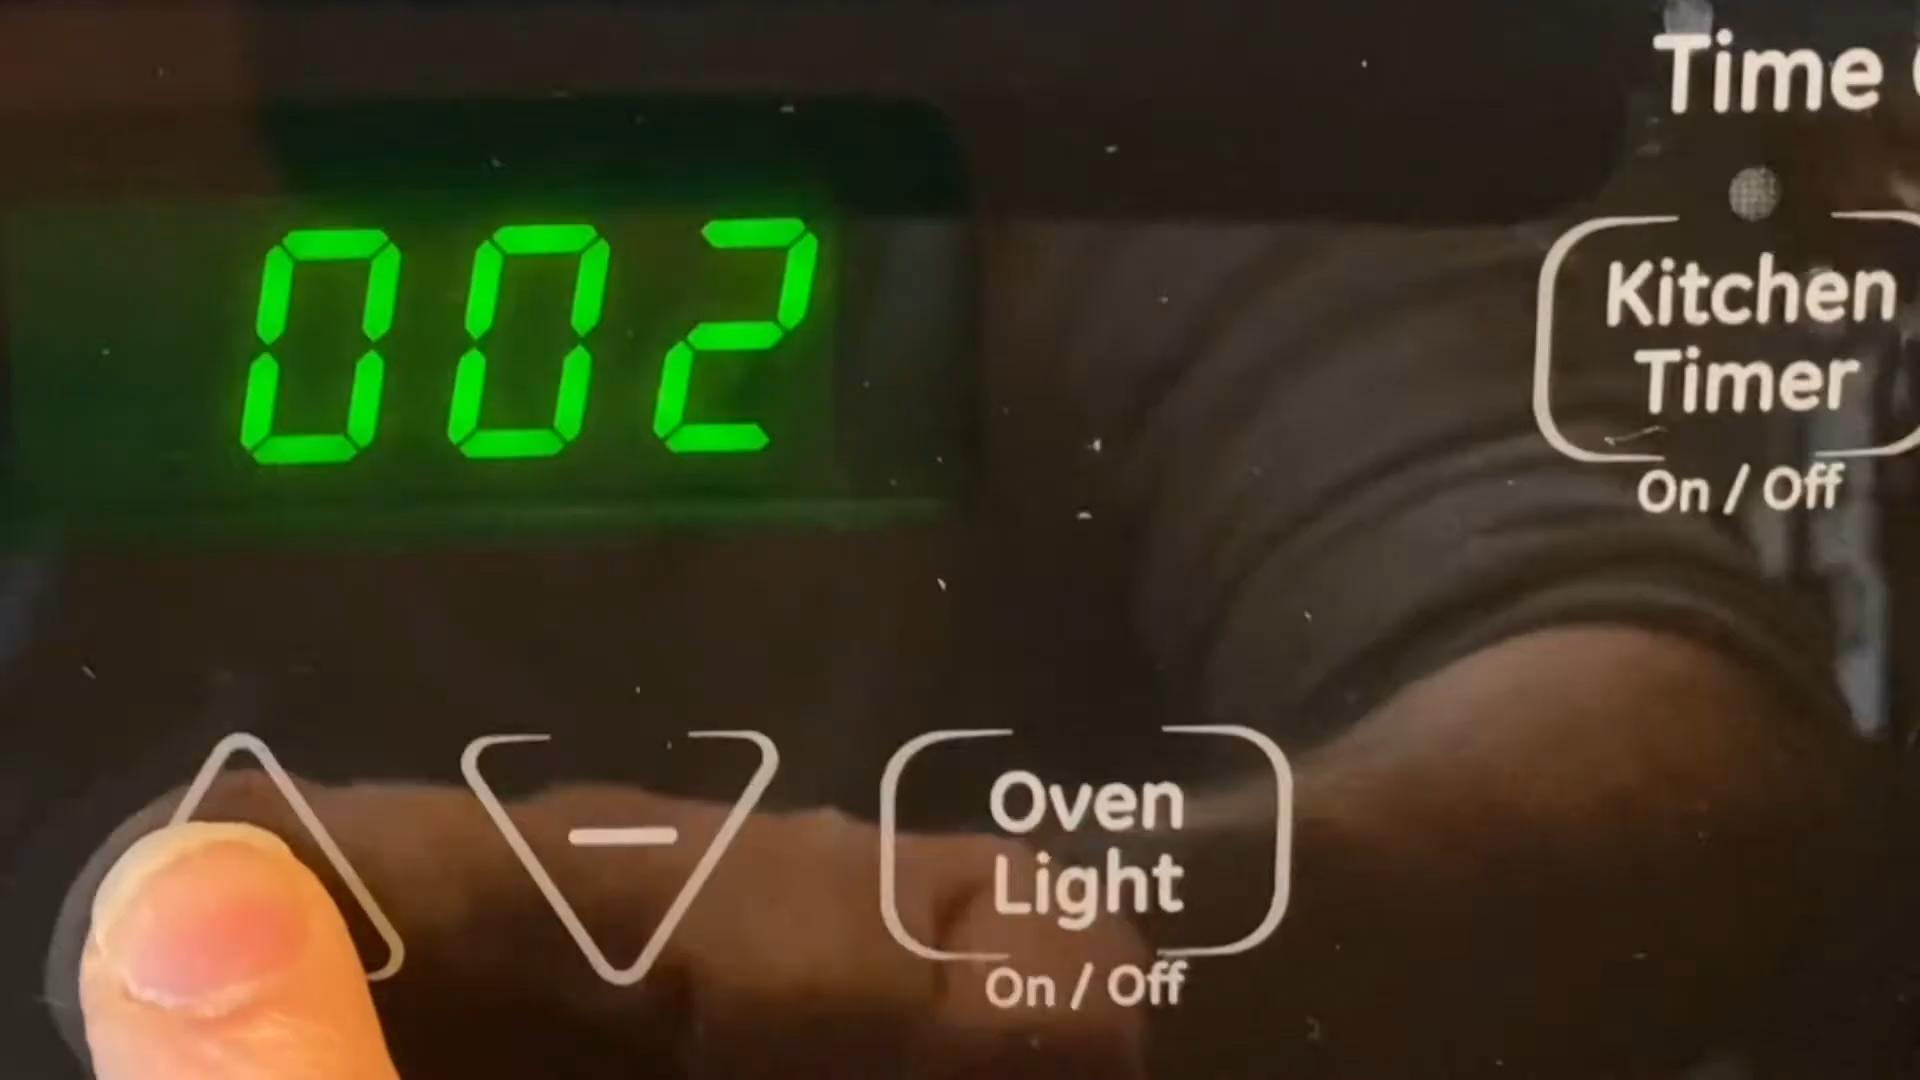 Time
002
Kitchen
Timer
On / Off
−
Oven
Light
On / Off